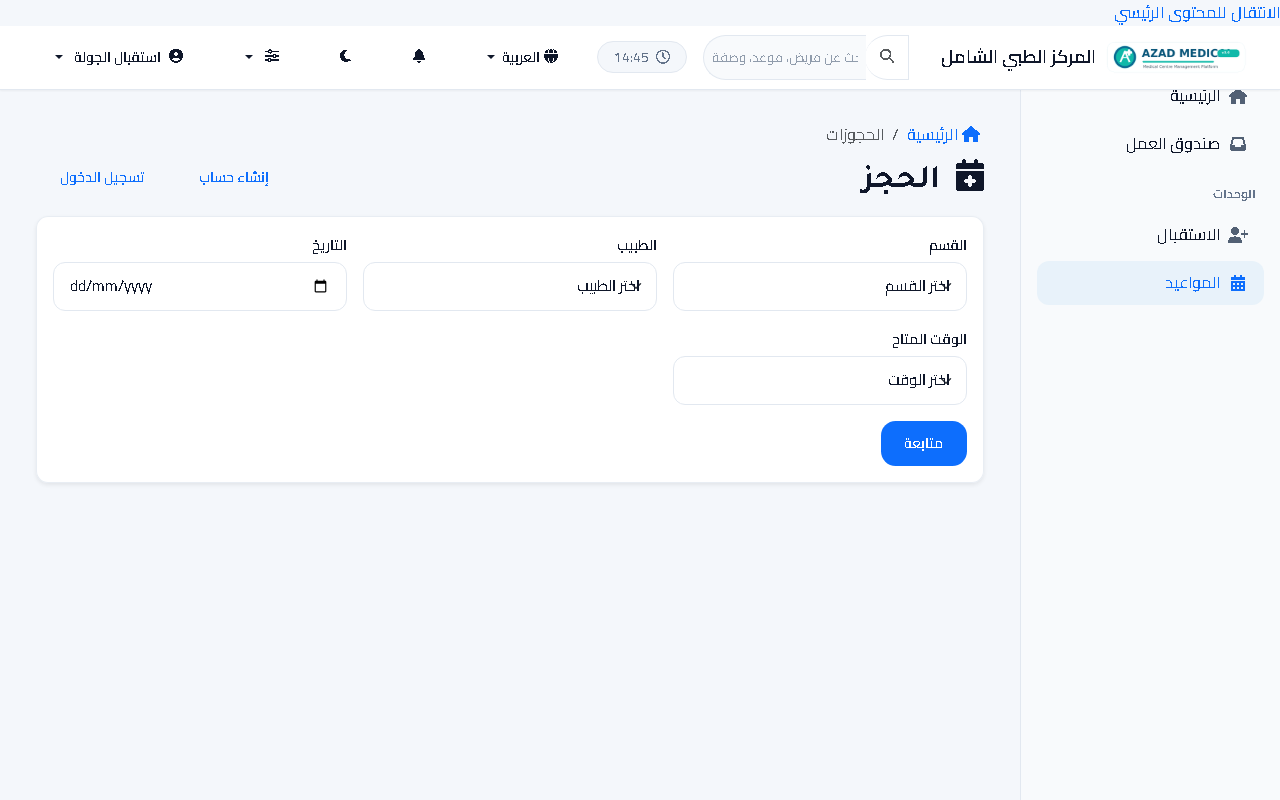 الانتقال للمحتوى الرئيسي
AZAD MEDIC
Medical Centre Management Platform
المركز الطبي الشامل
عن مريض، موعد، وصفة
14:45
العربية
استقبال الجولة
الرئيسية
صندوق العمل
الوحدات
الاستقبال
المواعيد
الرئيسية / الحجوزات
الحجز
إنشاء حساب
تسجيل الدخول
القسم
اختر القسم
الطبيب
اختر الطبيب
التاريخ
dd/mm/yyyy
الوقت المتاح
اختر الوقت
متابعة